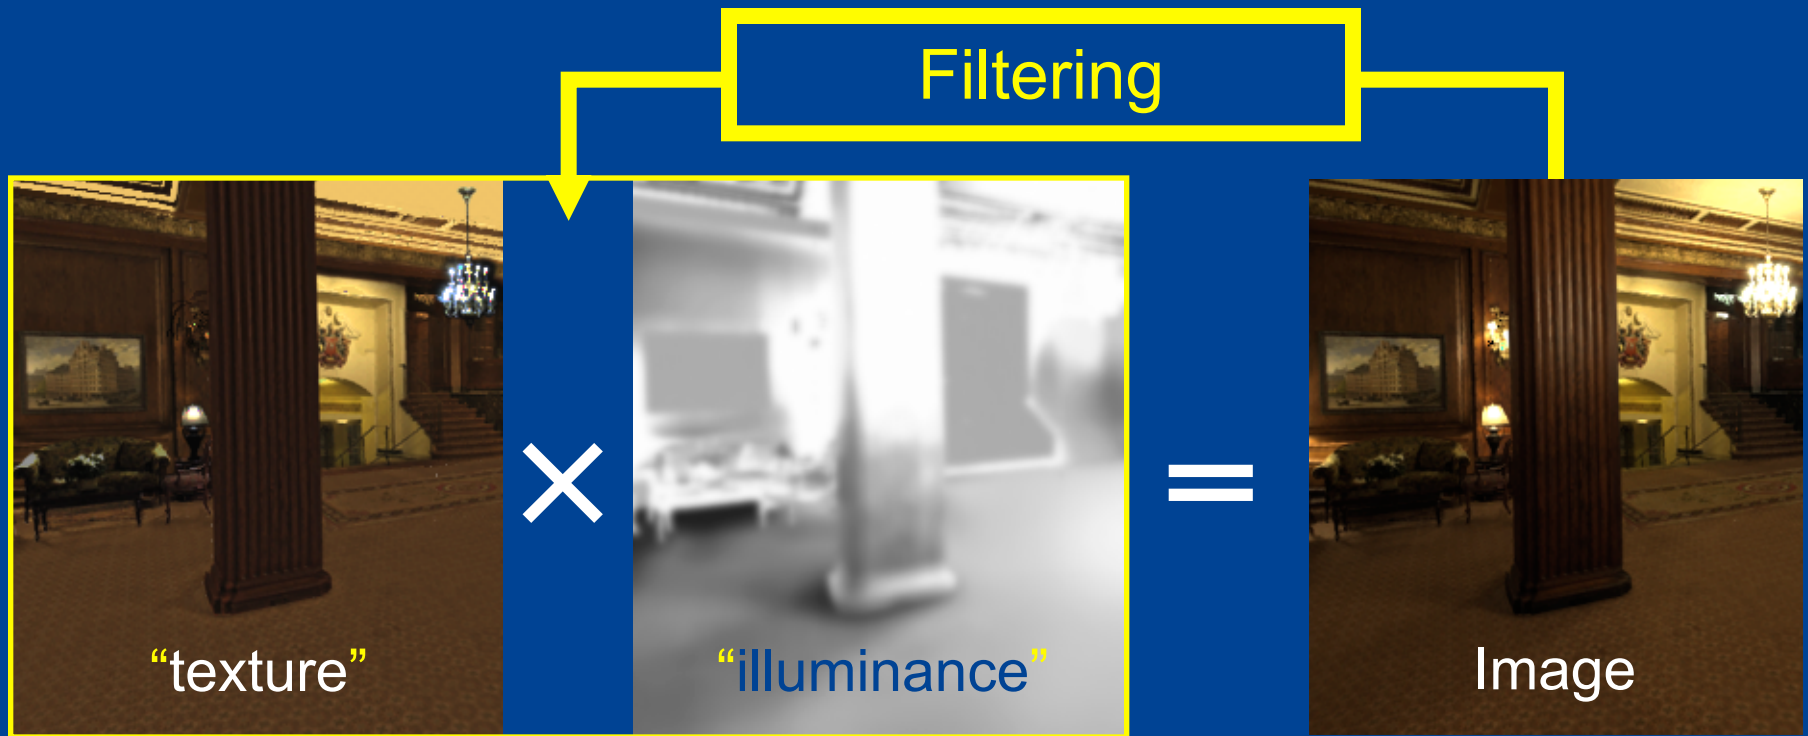 Filtering
×
=
“texture”
“illuminance”
Image